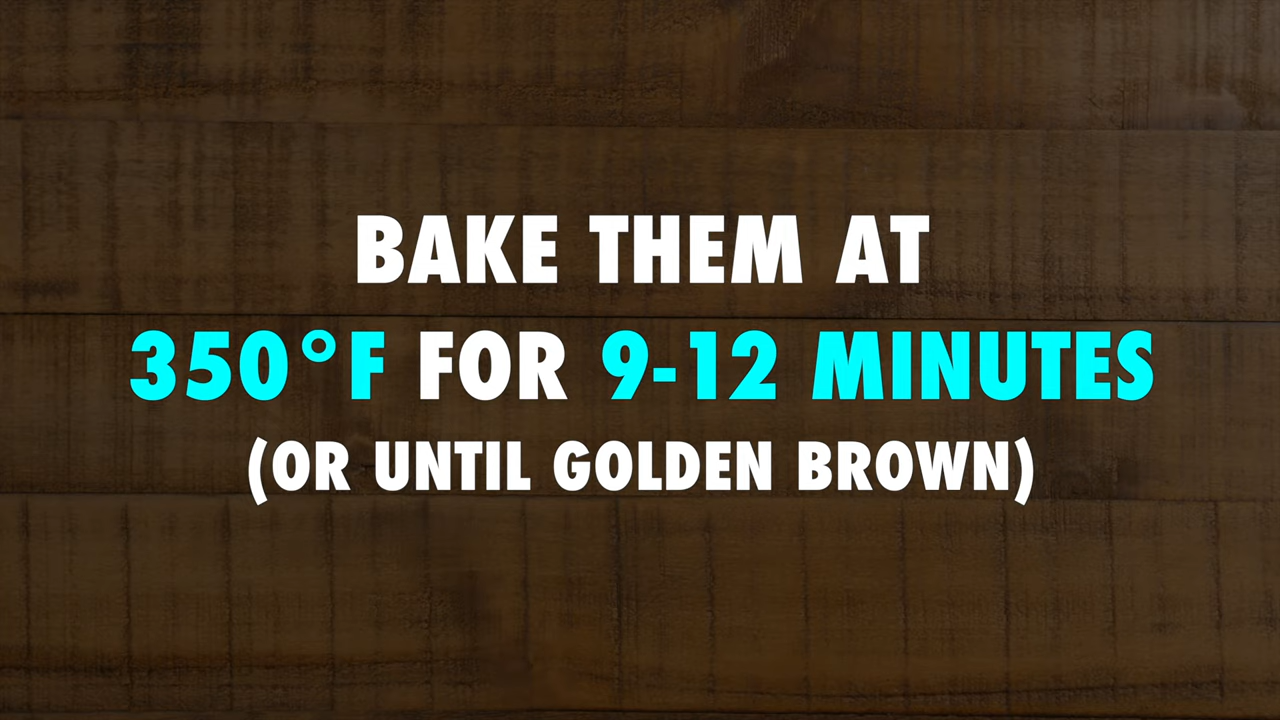 BAKE THEM AT
350°F FOR 9-12 MINUTES
(OR UNTIL GOLDEN BROWN)